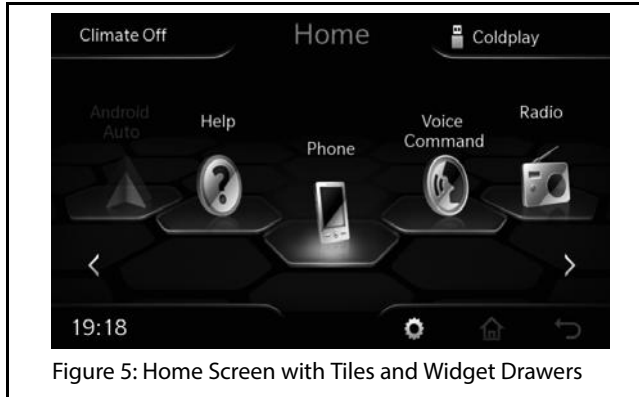 Climate Off
Home
Coldplay
Android
Auto
Help
Phone
Voice
Command
Radio
19:18
Figure 5: Home Screen with Tiles and Widget Drawers